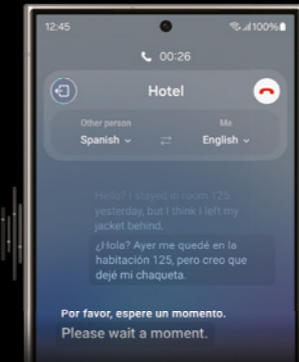 12:45
100%
00:26
Hotel
Other person
Me
Spanish
English
Hello? I stayed in room 125
yesterday, but I think I left my
jacket behind.
¿Hola? Ayer me quedé en la
habitación 125, pero creo que
dejé mi chaqueta.
Por favor, espere un momento.
Please wait a moment.